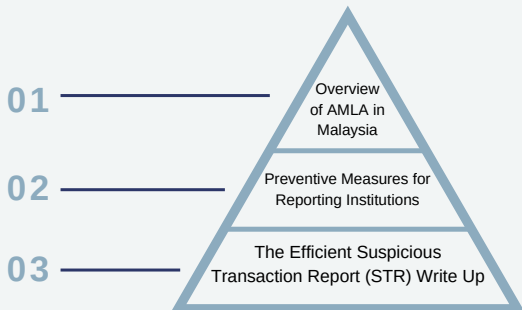 01
Overview
of AMLA in
Malaysia
02
Preventive Measures for
Reporting Institutions
03
The Efficient Suspicious
Transaction Report (STR) Write Up